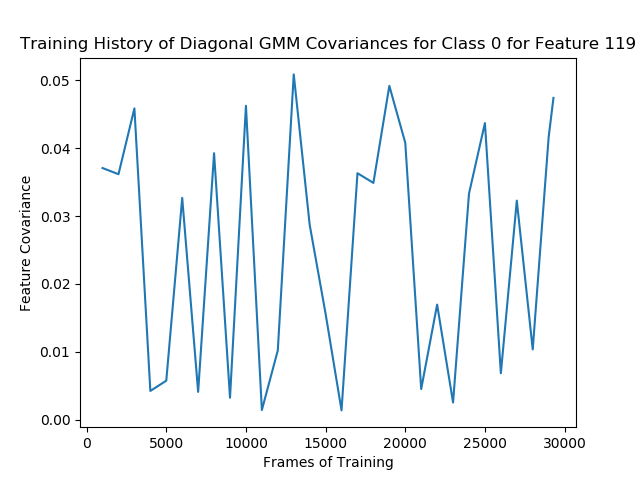 Training History of Diagonal GMM Covariances for Class 0 for Feature 119
0.05
0.04
0.03
0.02
0.01
0.00
Feature Covariance
0 5000 10000 15000 20000 25000 30000
Frames of Training